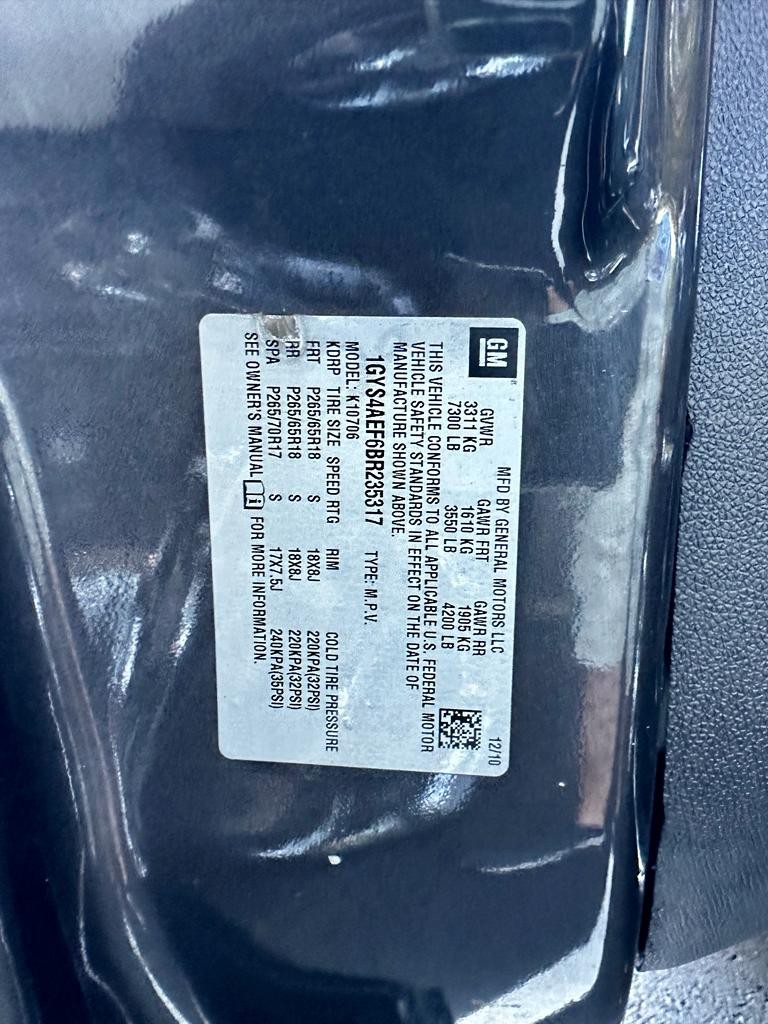 GM
MFD BY GENERAL MOTORS LLC 12/10
GVWR GAWR FRT GAWR RR
3311 KG 1610 KG 1905 KG
7300 LB 3550 LB 4200 LB
THIS VEHICLE CONFORMS TO ALL APPLICABLE U.S. FEDERAL MOTOR
VEHICLE SAFETY STANDARDS IN EFFECT ON THE DATE OF
MANUFACTURE SHOWN ABOVE.
1GYS4AEF6BR235317 TYPE: M.P.V.
MODEL: K10706
KDRP TIRE SIZE SPEED RTG RIM COLD TIRE PRESSURE
FRT P265/65R18 S 18X8J 220KPA(32PSI)
RR P265/65R18 S 18X8J 220KPA(32PSI)
SPA P265/70R17 S 17X7.5J 240KPA(35PSI)
SEE OWNER'S MANUAL FOR MORE INFORMATION.